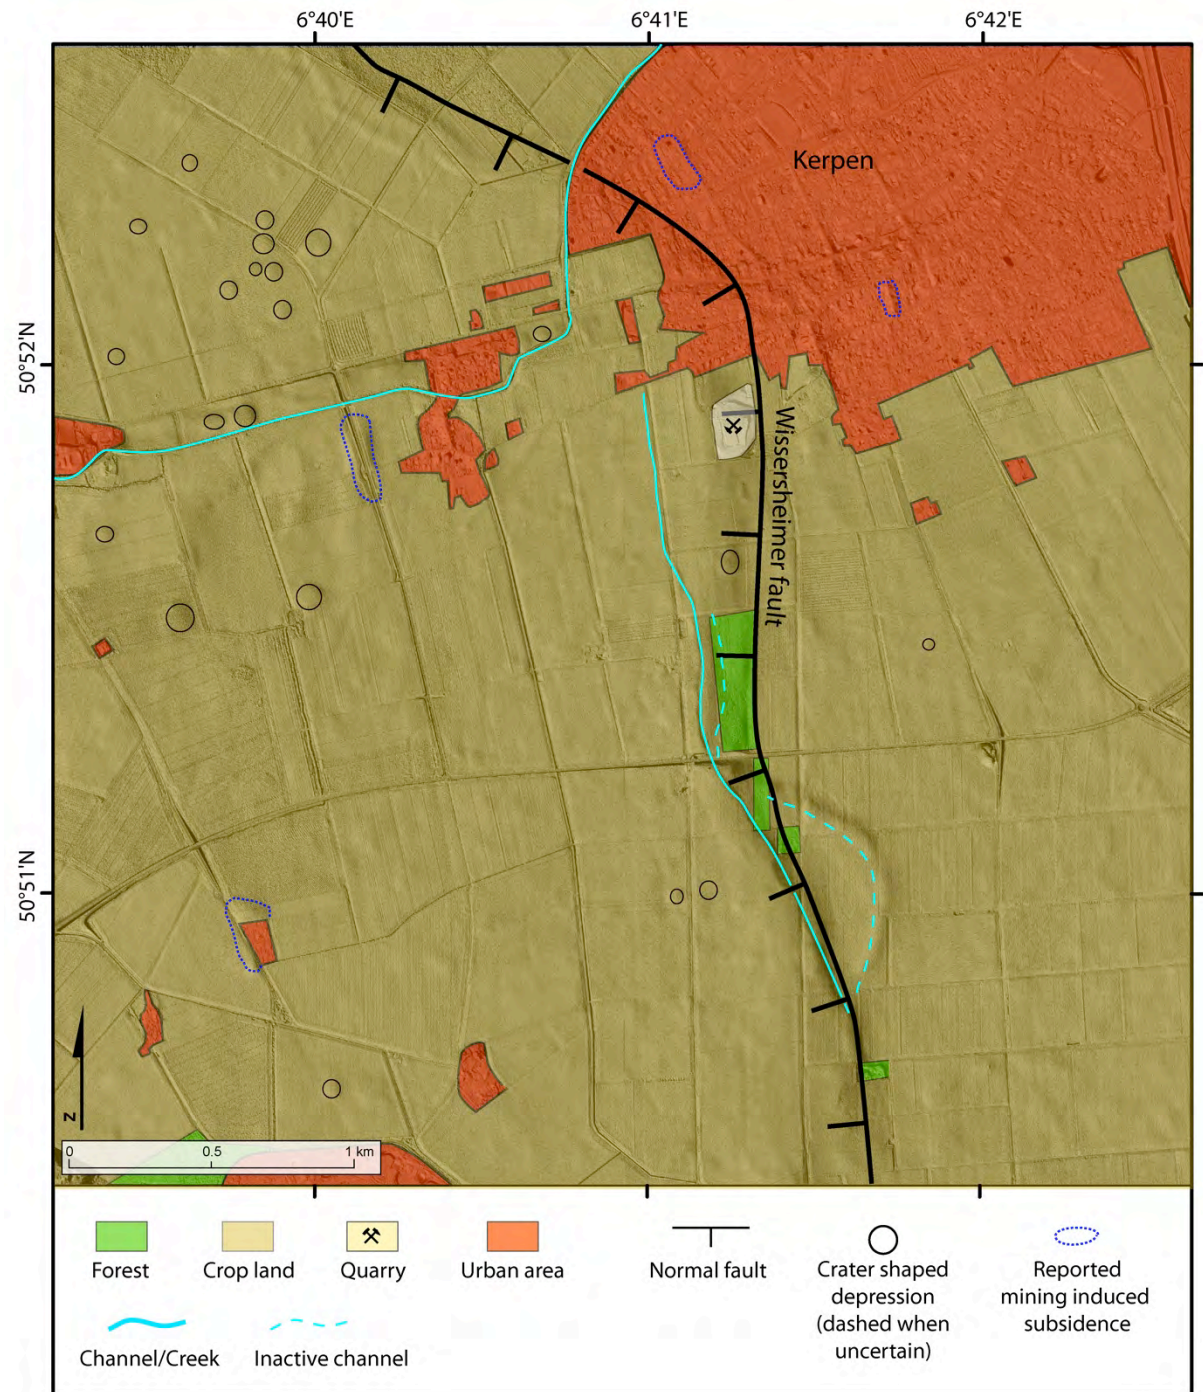 6°40'E
6°41'E
6°42'E
Kerpen
50°52'N
Wissersheimer fault
50°51'N
N
0
0.5
1 km
Forest
Crop land
Quarry
Urban area
Normal fault
Crater shaped
depression
(dashed when
uncertain)
Reported
mining induced
subsidence
Channel/Creek
Inactive channel